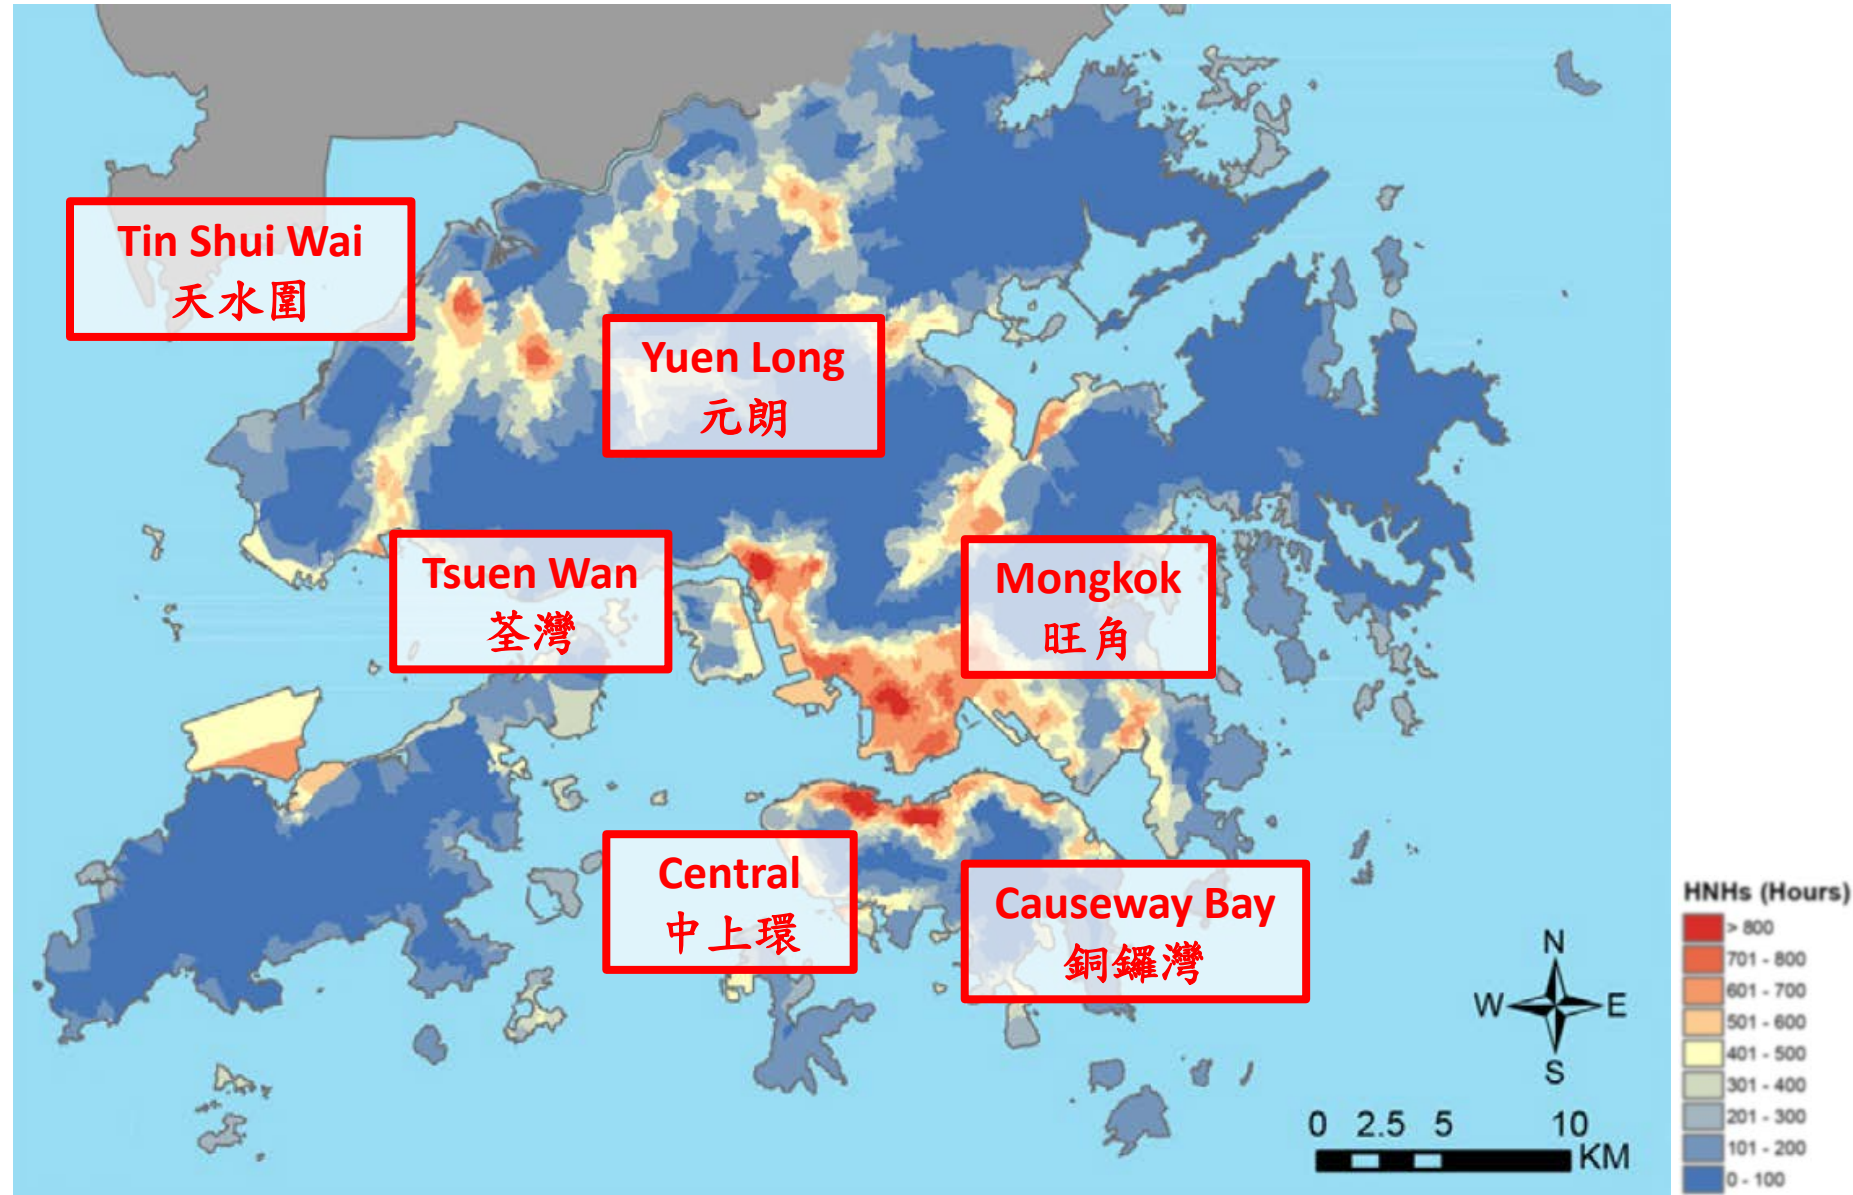 Tin Shui Wai
天水圍
Yuen Long
元朗
Tsuen Wan
荃灣
Mongkok
旺角
Central
中上環
Causeway Bay
銅鑼灣
HNHs (Hours)
> 800
701 - 800
601 - 700
501 - 600
401 - 500
301 - 400
201 - 300
101 - 200
0 - 100
N
W E
S
0 2.5 5 10
KM